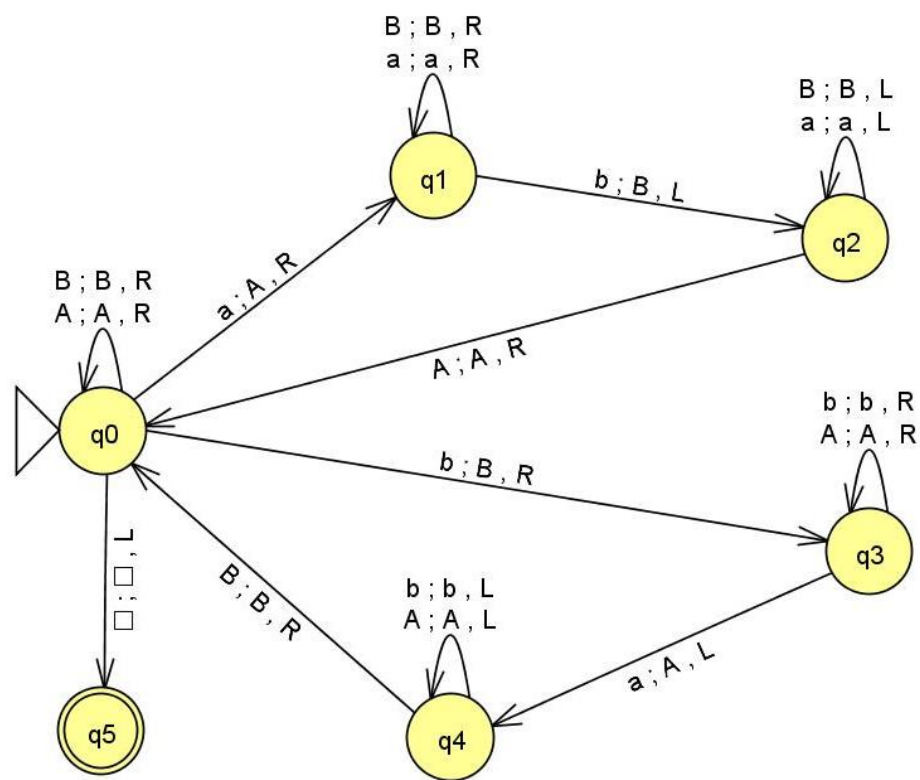 B ; B , R
a ; a , R
q1
B ; B , L
a ; a , L
b ; B , L
q2
a ; A , R
B ; B , R
A ; A , R
A ; A , R
q0
b ; b , R
A ; A , R
b ; B , R
q3
□ ; □ , L
B ; B , R
b ; b , L
A ; A , L
a ; A , L
q5
q4